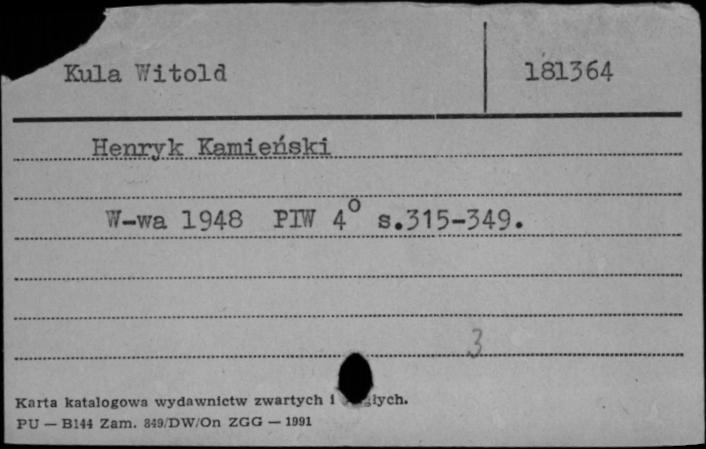 Kula Witold 181364
Henryk Kamieński
W-wa 1948 PIW 4° s.315-349.
3
Karta katalogowa wydawnictw zwartych i
PU — B144 Zam. 849/DW/On ZGG — 1991